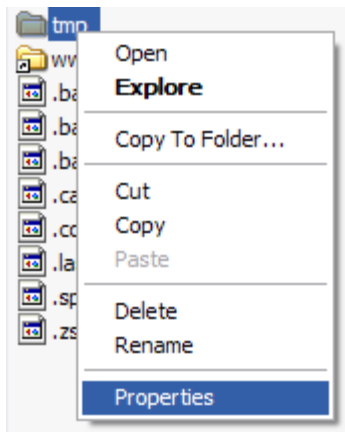 tmp
Open
Explore
Copy To Folder...
Cut
Copy
Paste
Delete
Rename
Properties